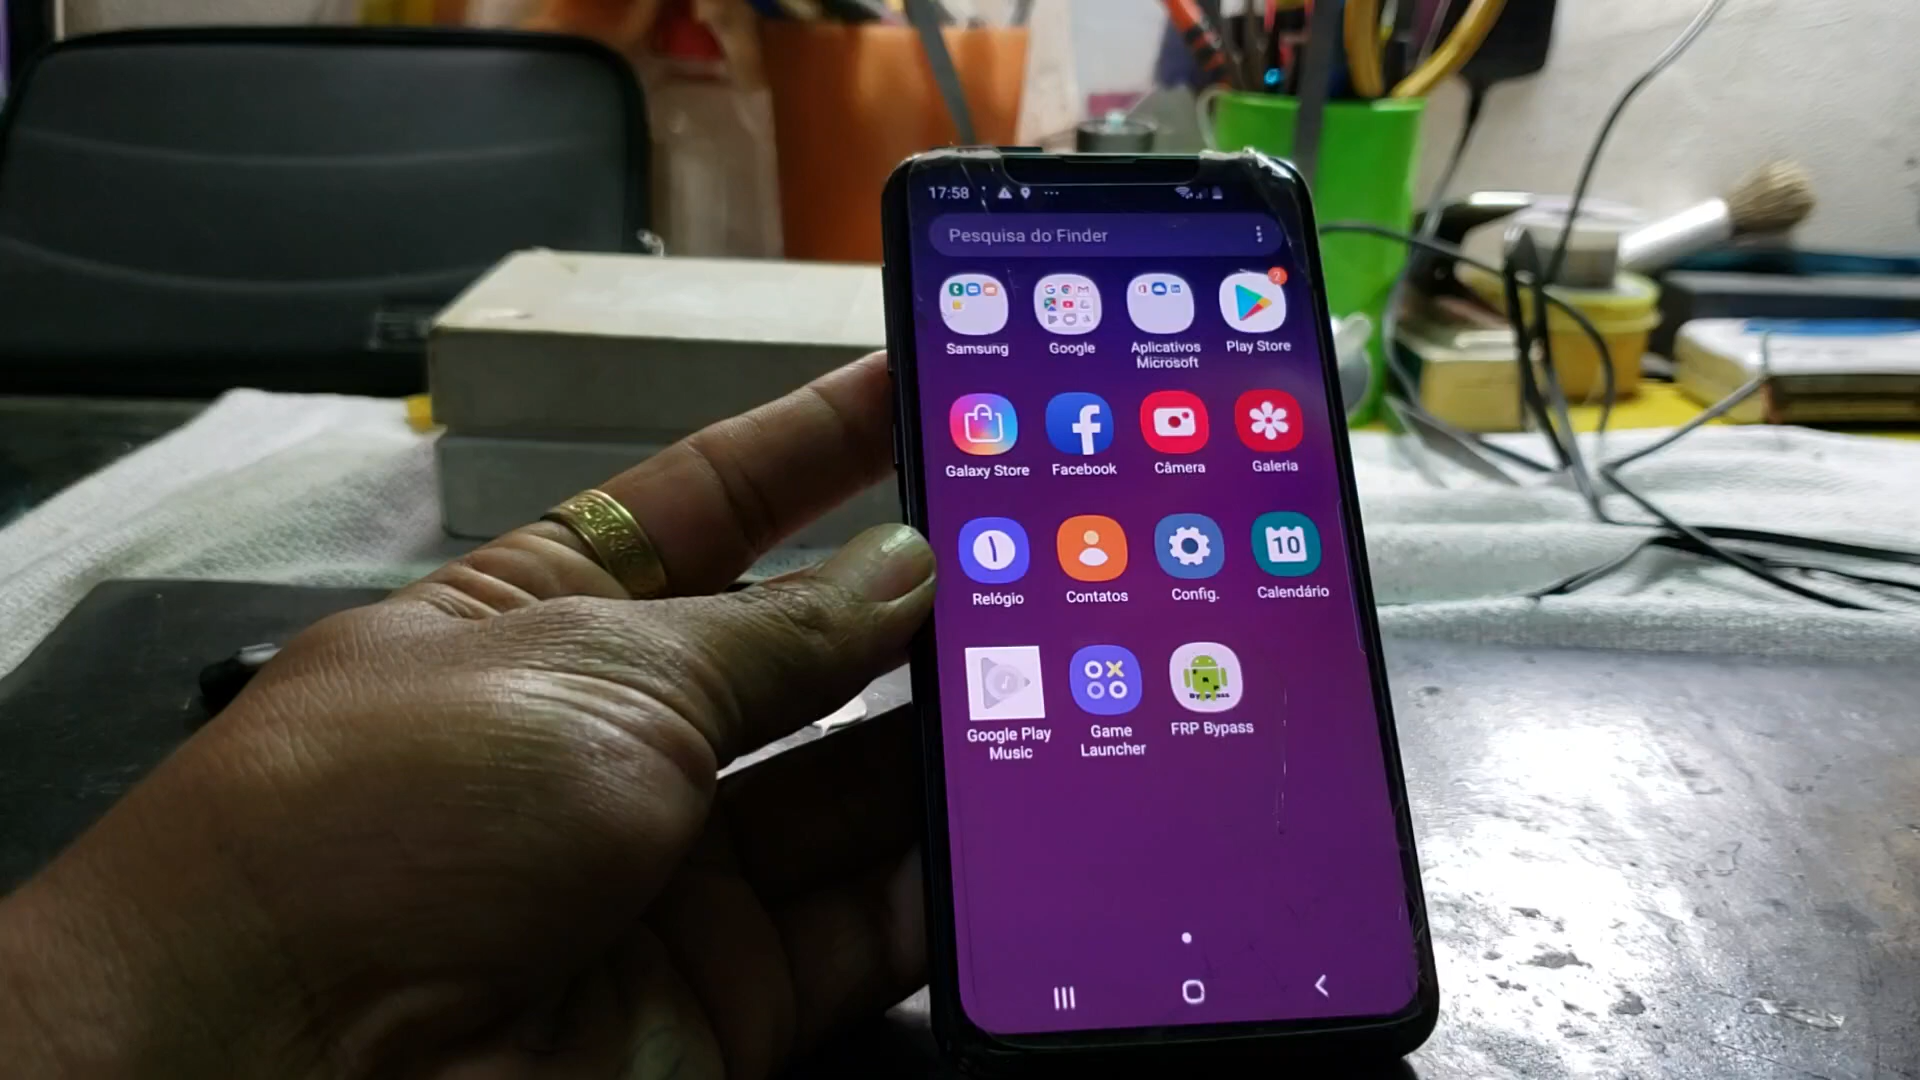 17:58
Pesquisa do Finder
Samsung
Google
Aplicativos
Microsoft
Play Store
Galaxy Store
Facebook
Câmera
Galeria
Relógio
Contatos
Config.
10
Calendário
Google Play
Music
Game
Launcher
FRP Bypass